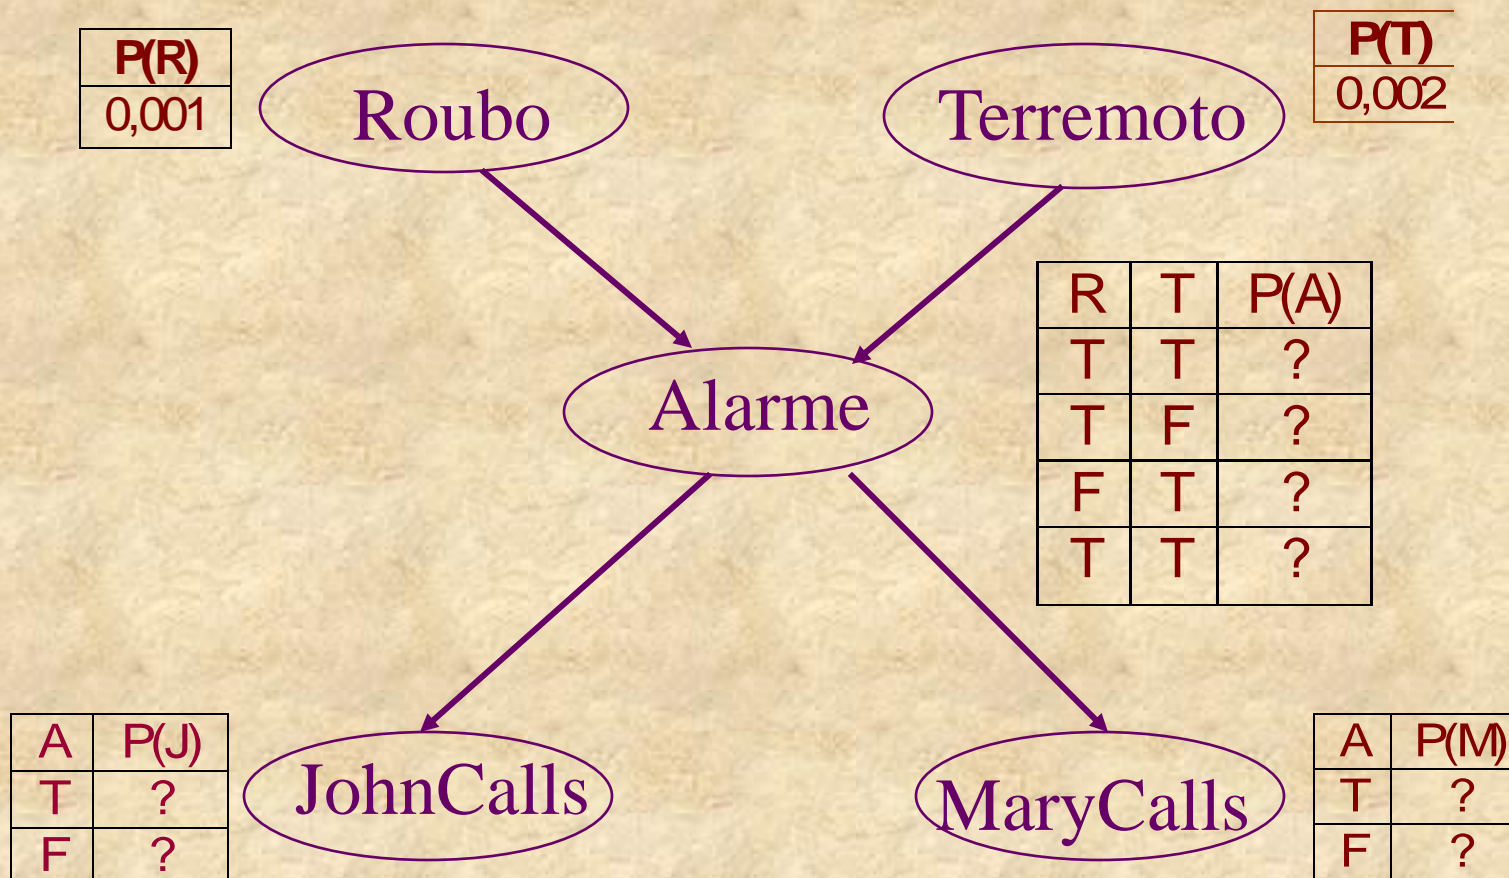 P(R)
0,001
Roubo
Terremoto
P(T)
0,002
R T P(A)
T T ?
T F ?
F T ?
T T ?
Alarme
A P(J)
T ?
F ?
JohnCalls
MaryCalls
A P(M)
T ?
F ?